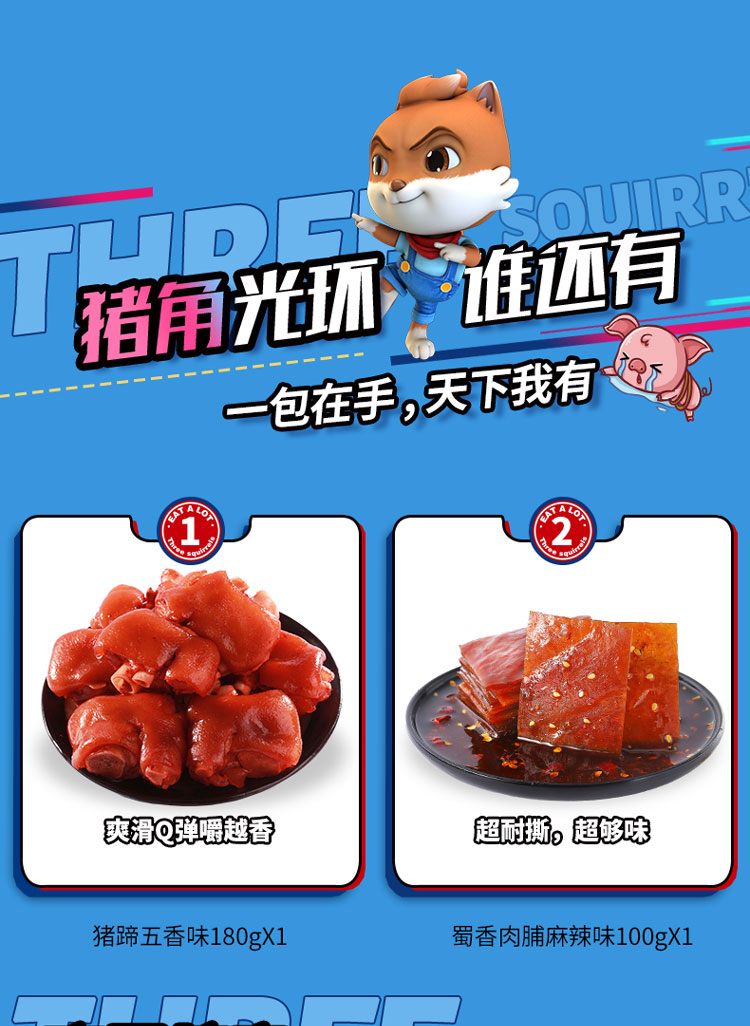 THREE
SQUIRR
猪角光环 谁还有
一包在手,天下我有
EAT A LOT
1
Three squirrels
EAT A LOT
2
Three squirrels
爽滑Q弹嚼越香
超耐撕，超够味
猪蹄五香味180gX1
蜀香肉脯麻辣味100gX1
THREE